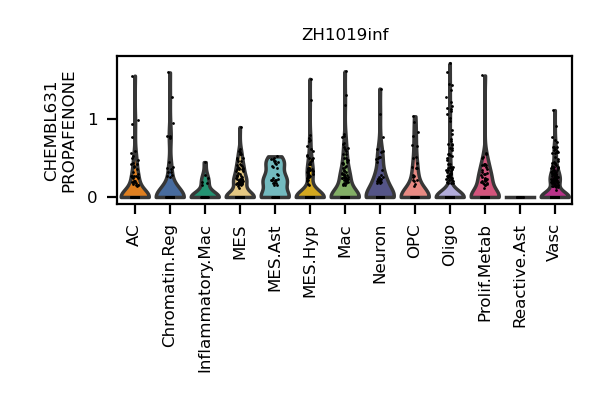 ZH1019inf
CHEMBL631
PROPAFENONE
1
0
AC
Chromatin.Reg
Inflammatory.Mac
MES
MES.Ast
MES.Hyp
Mac
Neuron
OPC
Oligo
Prolif.Metab
Reactive.Ast
Vasc